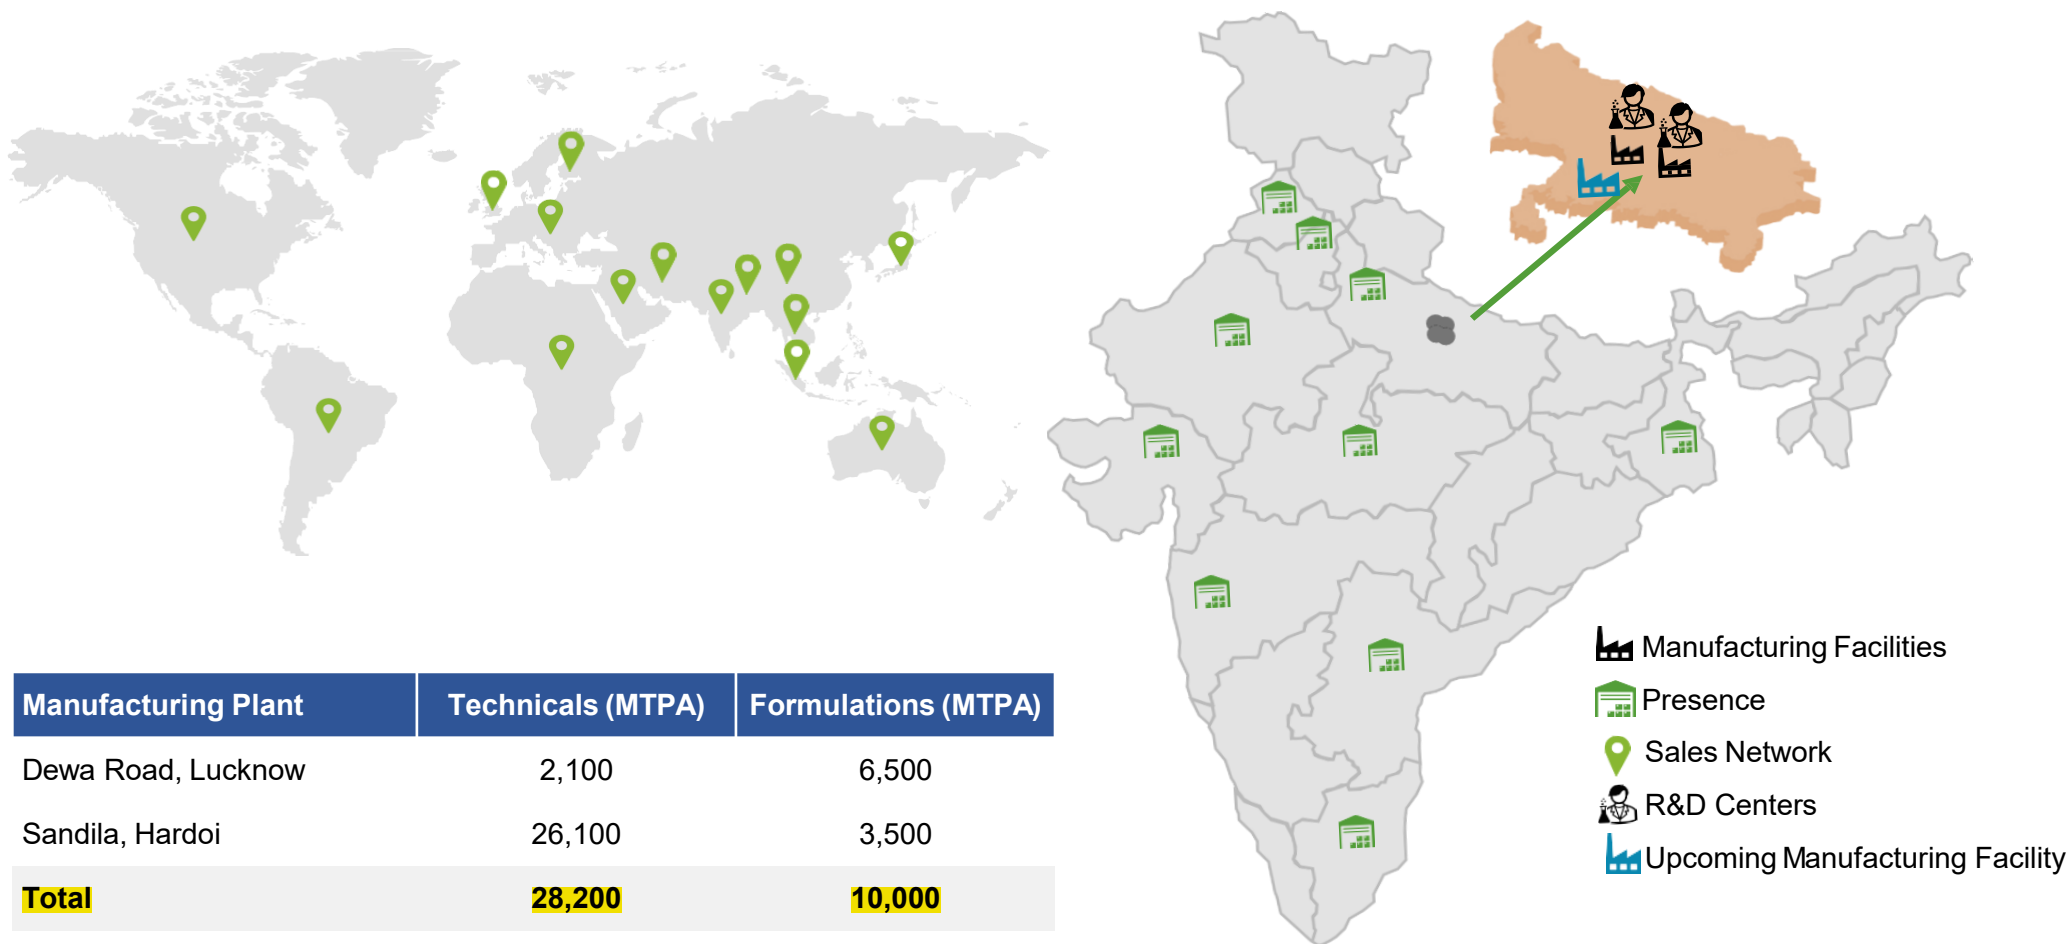 Manufacturing Plant Technicals (MTPA) Formulations (MTPA)
Dewa Road, Lucknow 2,100 6,500
Sandila, Hardoi 26,100 3,500
Total 28,200 10,000
Manufacturing Facilities
Presence
Sales Network
R&D Centers
Upcoming Manufacturing Facility